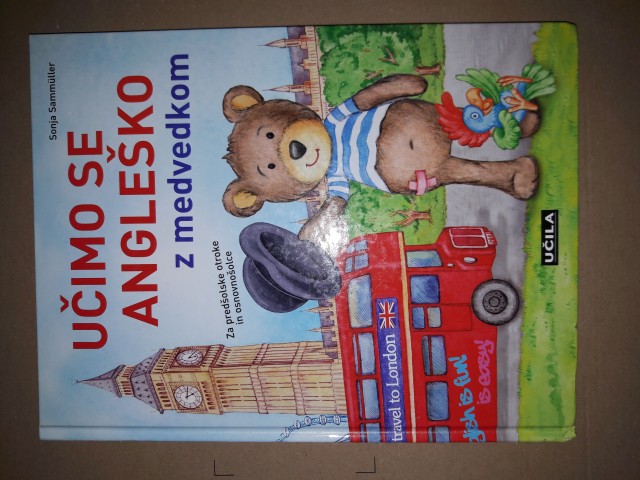 Sonja Sammüller
UČIMO SE
ANGLEŠKO
z medvedkom
Za predšolske otroke
in osnovnošolce
travel to London
English is fun!
is easy!
UČILA